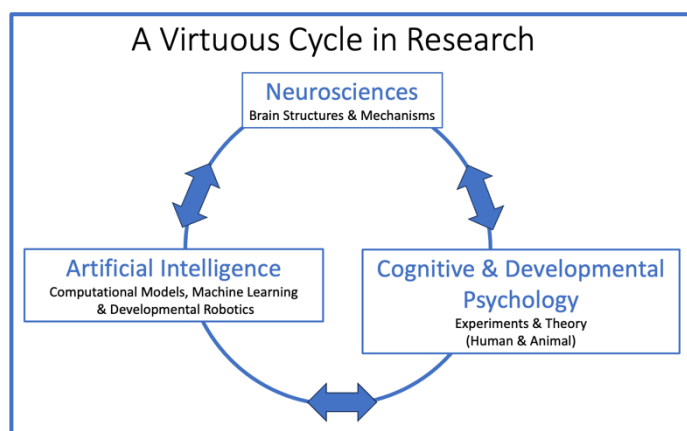 A Virtuous Cycle in Research
Neurosciences
Brain Structures & Mechanisms
Artificial Intelligence
Computational Models, Machine Learning
& Developmental Robotics
Cognitive & Developmental
Psychology
Experiments & Theory
(Human & Animal)